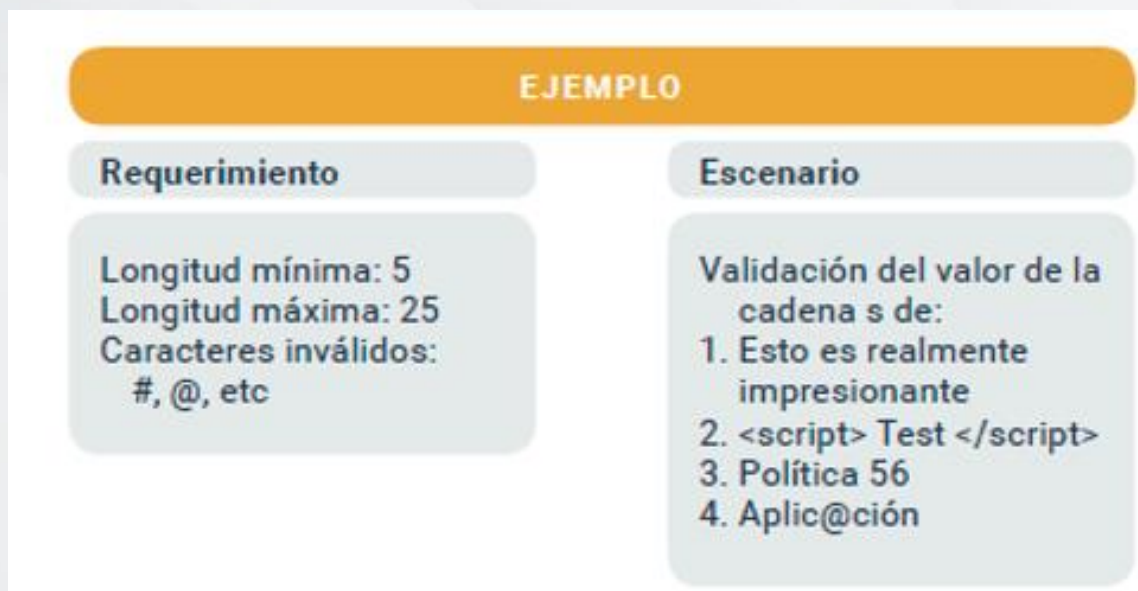 EJEMPLO
Requerimiento
Longitud mínima: 5
Longitud máxima: 25
Caracteres inválidos:
#, @, etc
Escenario
Validación del valor de la
cadena s de:
1. Esto es realmente
impresionante
2. <script> Test </script>
3. Política 56
4. Aplic@ción